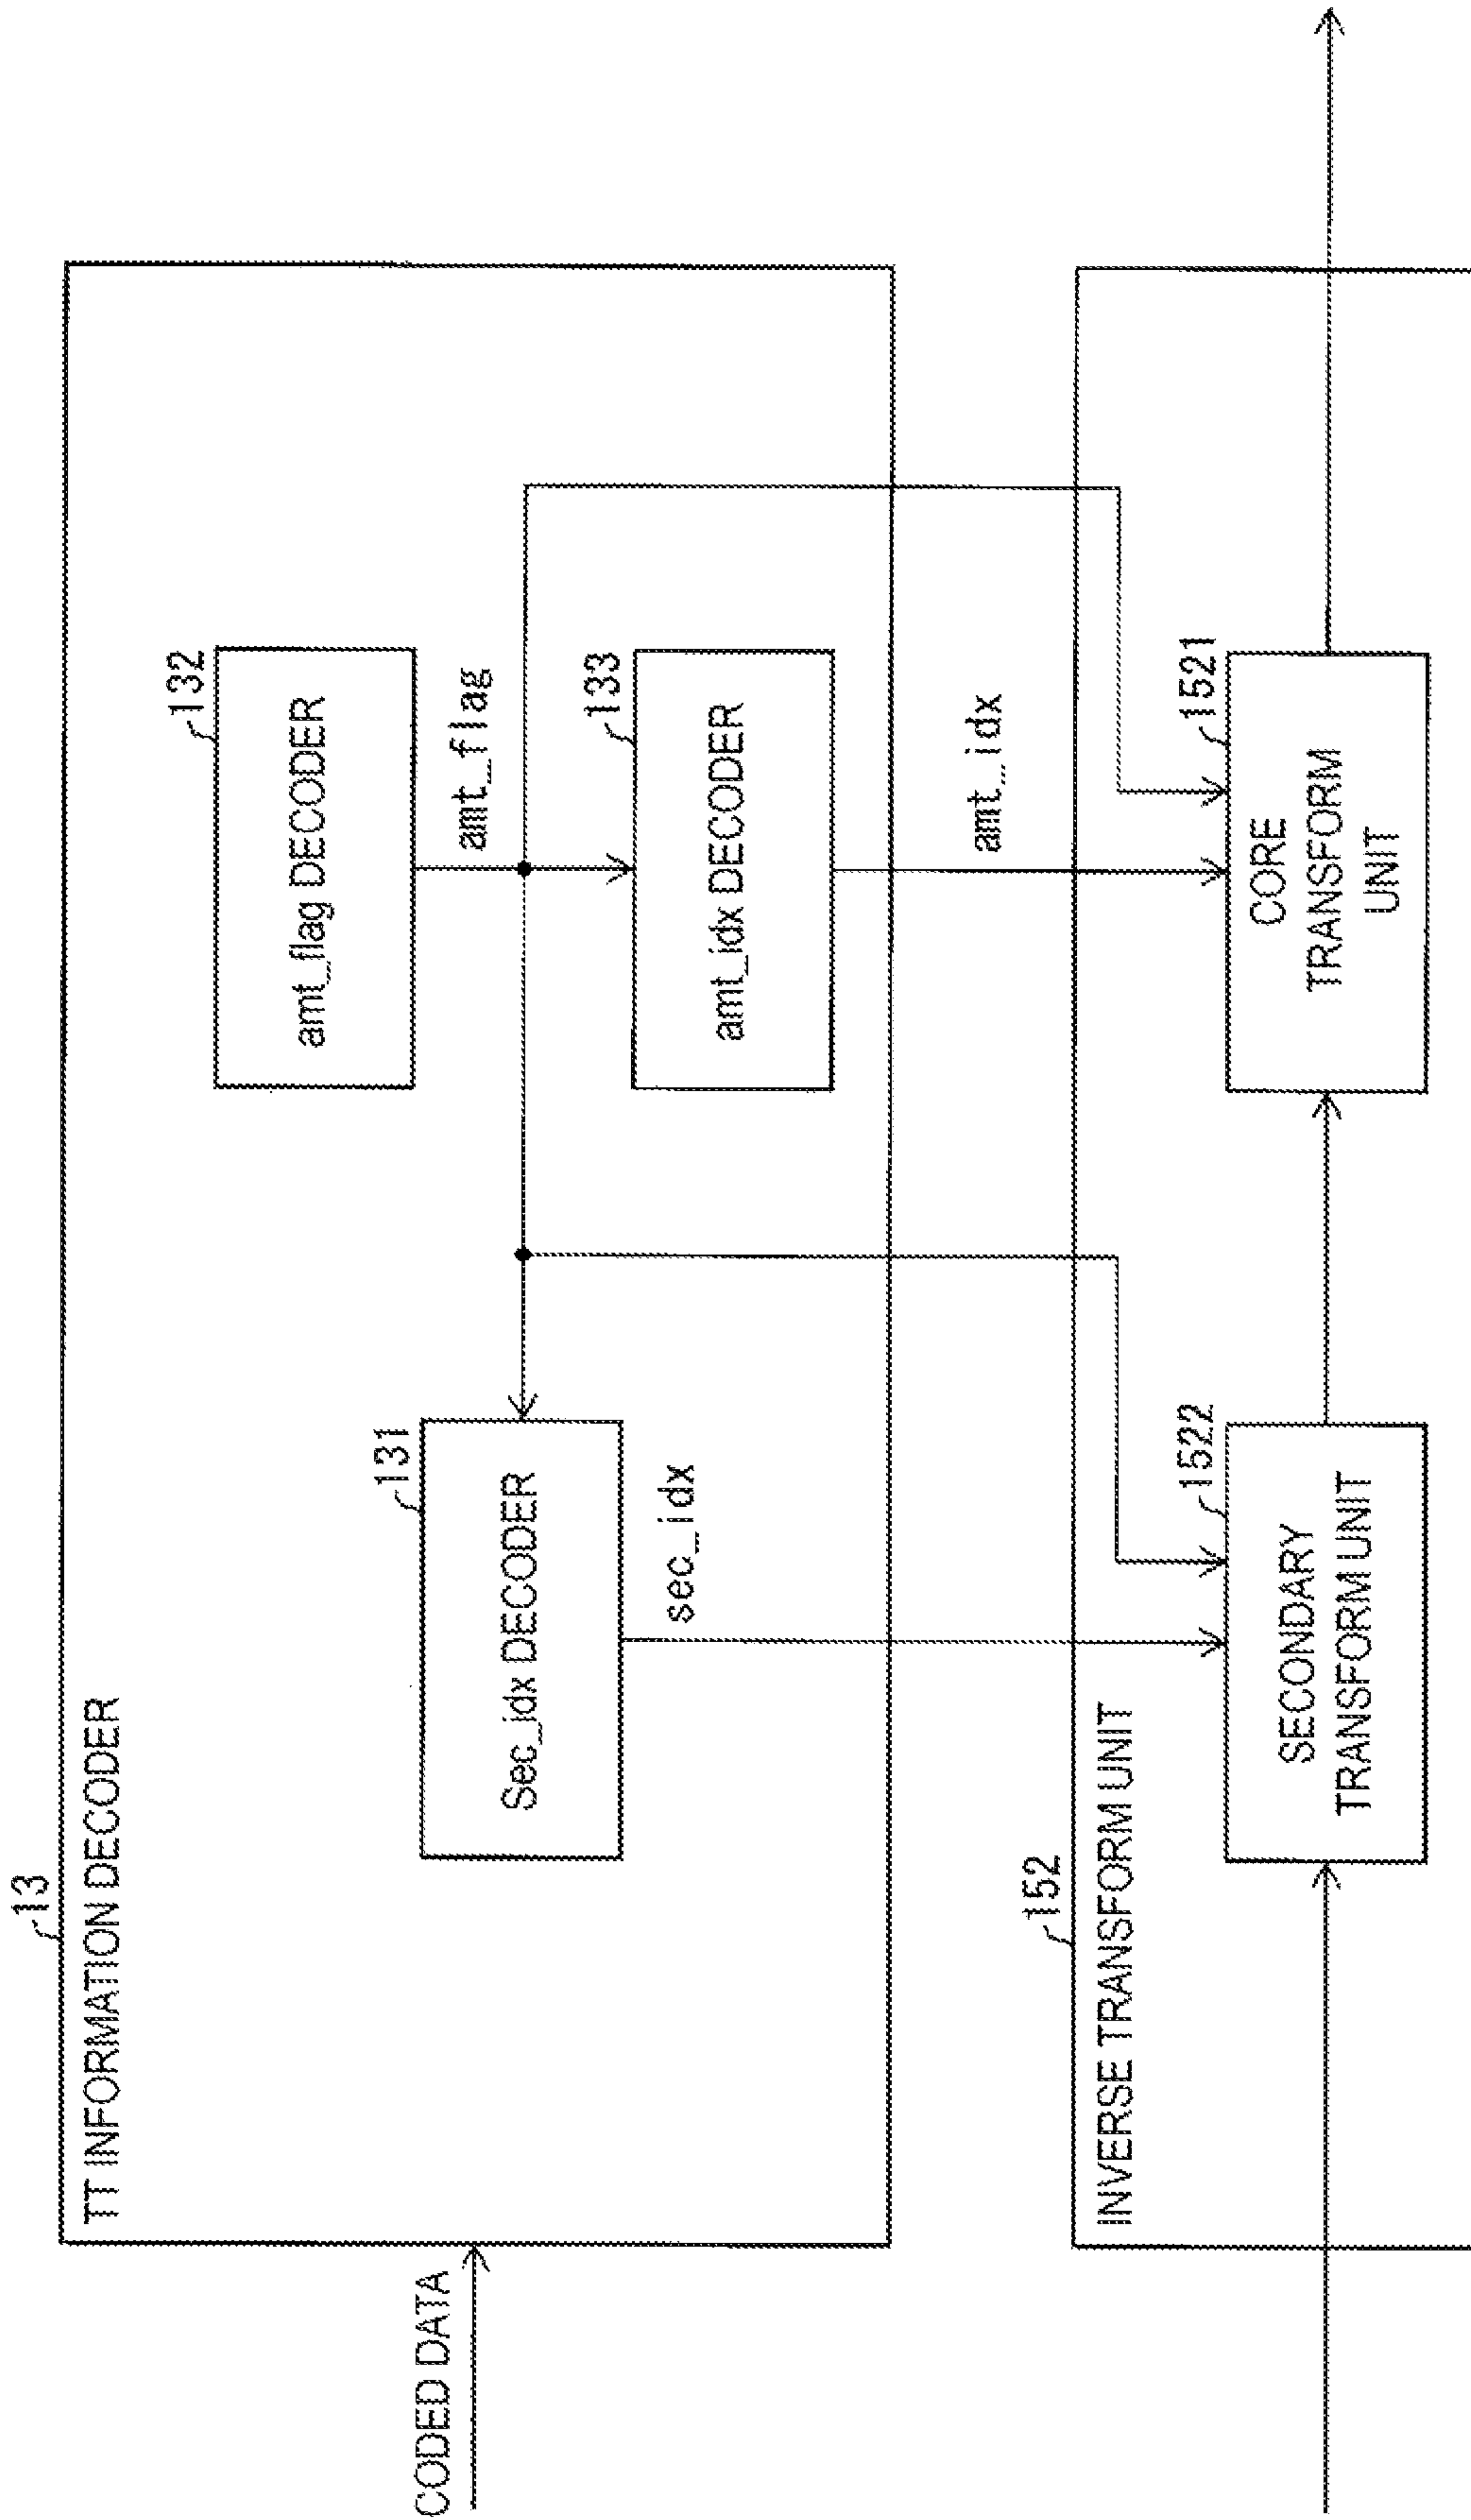 13
TT INFORMATION DECODER
CODED DATA
132
amt_flag DECODER
amt_flag
131
Sec_idx DECODER
sec_idx
133
amt_idx DECODER
amt_idx
152
INVERSE TRANSFORM UNIT
1522
SECONDARY
TRANSFORM UNIT
1521
CORE
TRANSFORM
UNIT